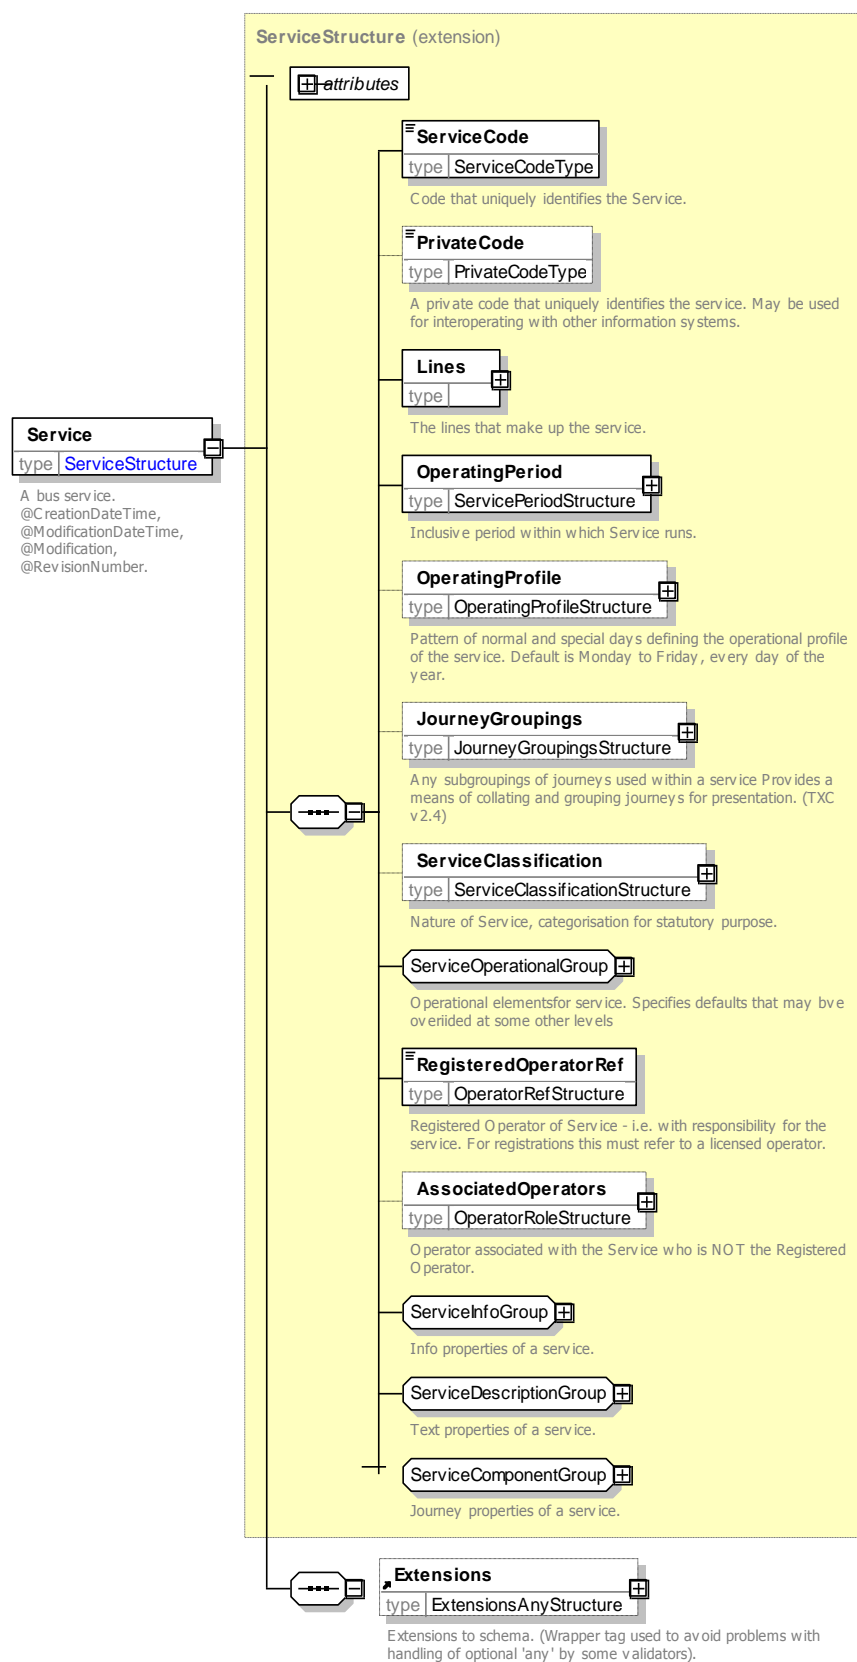 ServiceStructure (extension)
attributes
ServiceCode
type ServiceCodeType
Code that uniquely identifies the Service.
PrivateCode
type PrivateCodeType
A private code that uniquely identifies the service. May be used
for interoperating with other information systems.
Lines
type
The lines that make up the service.
Service
type ServiceStructure
A bus service.
@CreationDateTime,
@ModificationDateTime,
@Modification,
@RevisionNumber.
OperatingPeriod
type ServicePeriodStructure
Inclusive period within which Service runs.
OperatingProfile
type OperatingProfileStructure
Pattern of normal and special days defining the operational profile
of the service. Default is Monday to Friday, every day of the
year.
JourneyGroupings
type JourneyGroupingsStructure
Any subgroupings of journeys used within a service Provides a
means of collating and grouping journeys for presentation. (TXC
v2.4)
ServiceClassification
type ServiceClassificationStructure
Nature of Service, categorisation for statutory purpose.
ServiceOperationalGroup
Operational elementsfor service. Specifies defaults that may bve
overiided at some other levels
RegisteredOperatorRef
type OperatorRefStructure
Registered Operator of Service - i.e. with responsibility for the
service. For registrations this must refer to a licensed operator.
AssociatedOperators
type OperatorRoleStructure
Operator associated with the Service who is NOT the Registered
Operator.
ServiceInfoGroup
Info properties of a service.
ServiceDescriptionGroup
Text properties of a service.
ServiceComponentGroup
Journey properties of a service.
Extensions
type ExtensionsAnyStructure
Extensions to schema. (Wrapper tag used to avoid problems with
handling of optional 'any' by some validators).